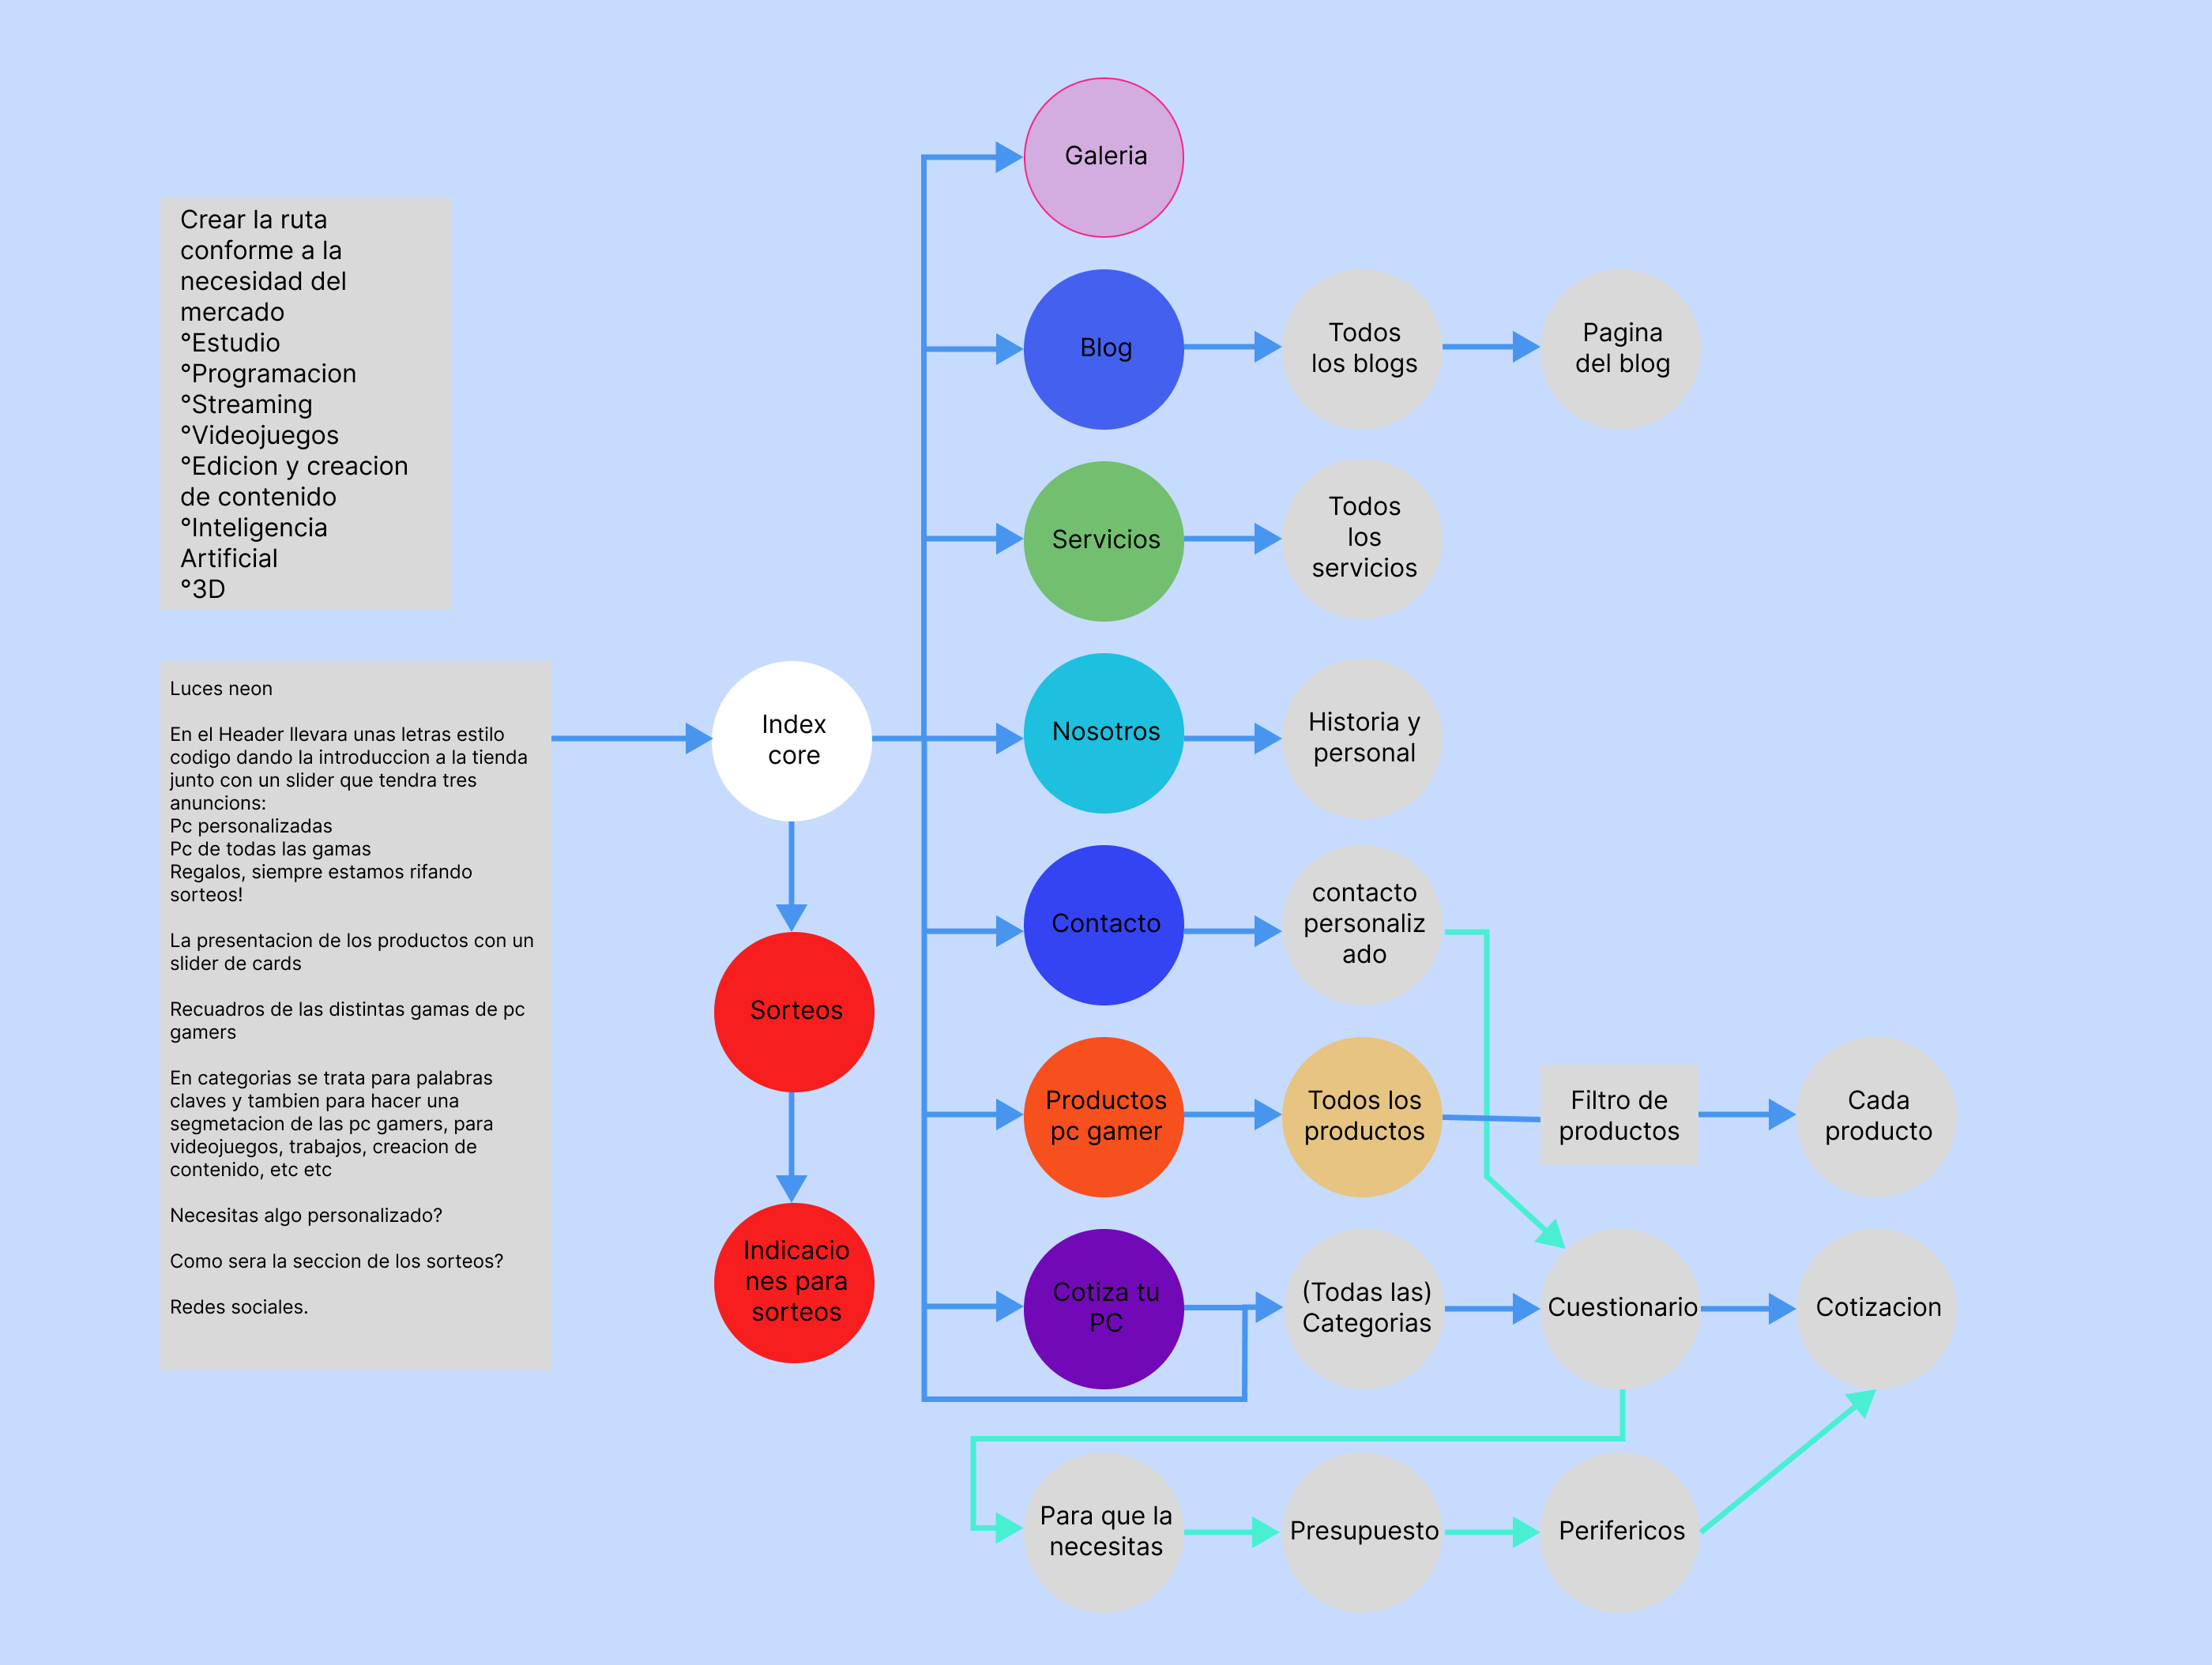 Crear la ruta
conforme a la
necesidad del
mercado
°Estudio
°Programacion
°Streaming
°Videojuegos
°Edicion y creacion
de contenido
°Inteligencia
Artificial
°3D
Luces neon
En el Header llevara unas letras estilo
codigo dando la introduccion a la tienda
junto con un slider que tendra tres
anuncions:
Pc personalizadas
Pc de todas las gamas
Regalos, siempre estamos rifando
sorteos!
La presentacion de los productos con un
slider de cards
Recuadros de las distintas gamas de pc
gamers
En categorias se trata para palabras
claves y tambien para hacer una
segmetacion de las pc gamers, para
videojuegos, trabajos, creacion de
contenido, etc etc
Necesitas algo personalizado?
Como sera la seccion de los sorteos?
Redes sociales.
Index
core
Sorteos
Indicacio
nes para
sorteos
Galeria
Blog
Todos
los blogs
Pagina
del blog
Servicios
Todos
los
servicios
Nosotros
Historia y
personal
Contacto
contacto
personaliz
ado
Productos
pc gamer
Todos los
productos
Filtro de
productos
Cada
producto
Cotiza tu
PC
(Todas las)
Categorias
Cuestionario
Cotizacion
Para que la
necesitas
Presupuesto
Perifericos